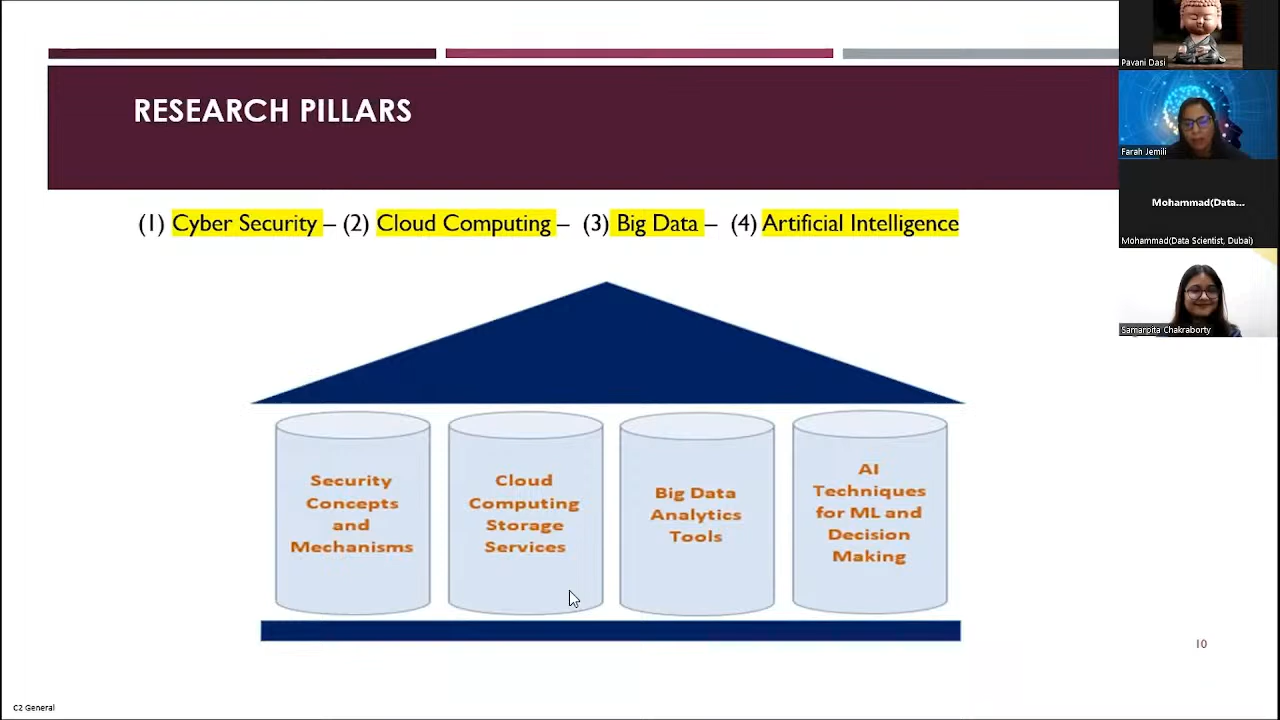 RESEARCH PILLARS
(1) Cyber Security – (2) Cloud Computing – (3) Big Data – (4) Artificial Intelligence
Security
Concepts
and
Mechanisms
Cloud
Computing
Storage
Services
Big Data
Analytics
Tools
AI
Techniques
for ML and
Decision
Making
10
C2 General
Pavani Dasi
Farah Jemili
Mohammad(Data...
Mohammad(Data Scientist, Dubai)
Samarpita Chakraborty